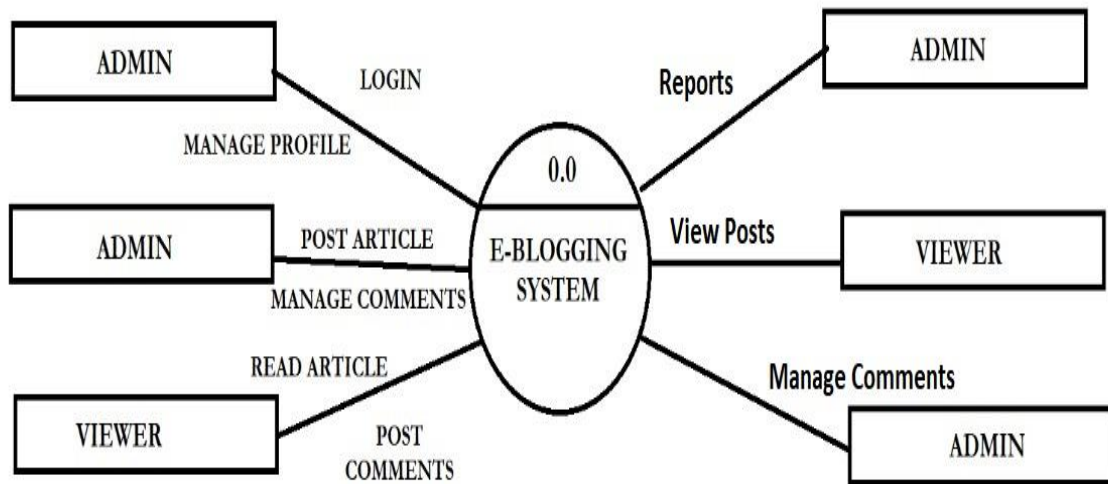 ADMIN
LOGIN
MANAGE PROFILE
ADMIN
POST ARTICLE
MANAGE COMMENTS
READ ARTICLE
VIEWER
POST
COMMENTS
0.0
E-BLOGGING
SYSTEM
Reports
ADMIN
View Posts
VIEWER
Manage Comments
ADMIN